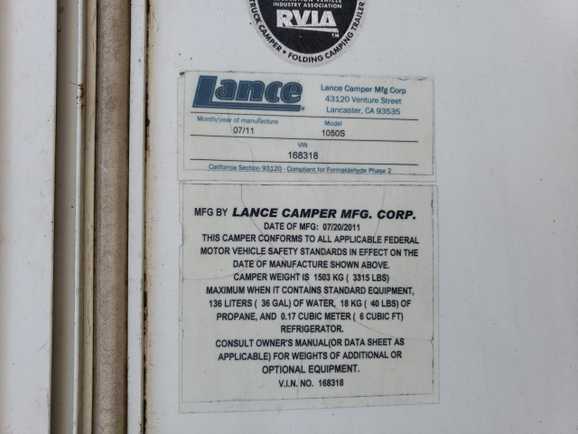 INDUSTRY ASSOCIATION
RVIA
TRUCK CAMPER • FOLDING CAMPING TRAILER
Lance
Lance Camper Mfg Corp
43120 Venture Street
Lancaster, CA 93535
Month/year of manufacture
Model
07/11
1050S
VIN
168318
California Section 93120 - Compliant for Formaldehyde Phase 2
MFG BY LANCE CAMPER MFG. CORP.
DATE OF MFG: 07/20/2011
THIS CAMPER CONFORMS TO ALL APPLICABLE FEDERAL
MOTOR VEHICLE SAFETY STANDARDS IN EFFECT ON THE
DATE OF MANUFACTURE SHOWN ABOVE.
CAMPER WEIGHT IS 1503 KG ( 3315 LBS)
MAXIMUM WHEN IT CONTAINS STANDARD EQUIPMENT,
136 LITERS ( 36 GAL) OF WATER, 18 KG ( 40 LBS) OF
PROPANE, AND 0.17 CUBIC METER ( 6 CUBIC FT)
REFRIGERATOR.
CONSULT OWNER'S MANUAL(OR DATA SHEET AS
APPLICABLE) FOR WEIGHTS OF ADDITIONAL OR
OPTIONAL EQUIPMENT.
V.I.N. NO. 168318